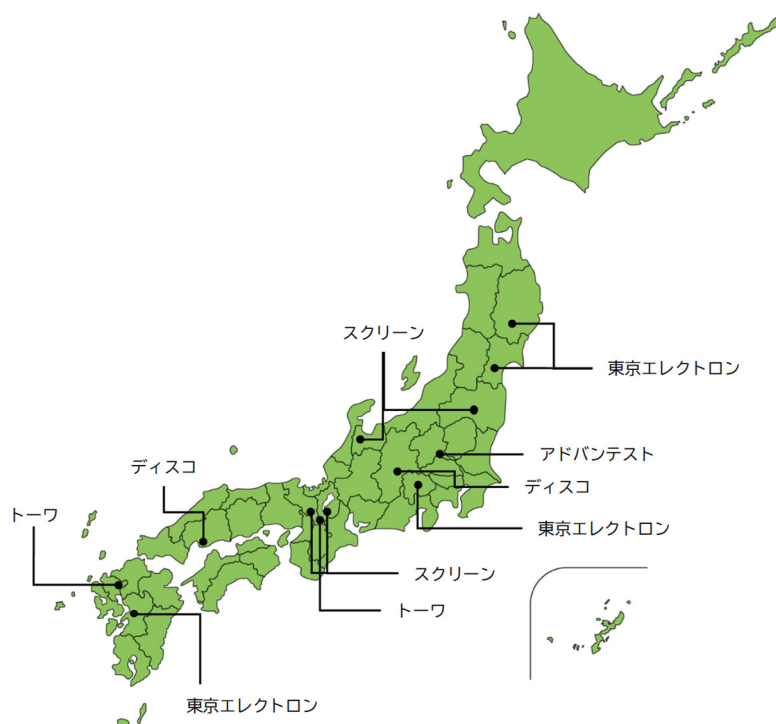 スクリーン
東京エレクトロン
アドバンテスト
ディスコ
ディスコ
トーワ
東京エレクトロン
スクリーン
トーワ
東京エレクトロン